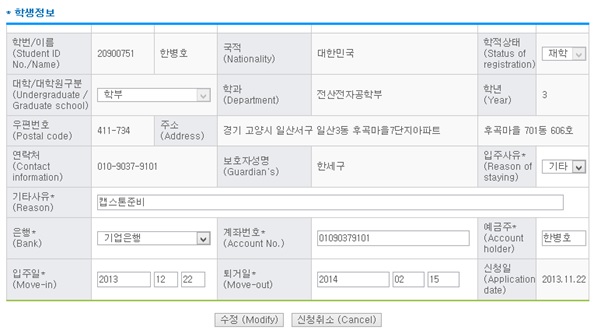 * 학생정보
학번/이름
(Student ID
No./Name)
20900751
한병호
국적
(Nationality)
대한민국
학적상태
(Status of
registration)
재학
대학/대학원구분
(Undergraduate /
Graduate school)
학부
학과
(Department)
전산전자공학부
학년
(Year)
3
우편번호
(Postal code)
411-734
주소
(Address)
경기 고양시 일산서구 일산3동 후곡마을7단지아파트
후곡마을 701동 606호
연락처
(Contact
information)
010-9037-9101
보호자성명
(Guardian's)
한세구
입주사유*
(Reason of
staying)
기타
기타사유*
(Reason)
캡스톤준비
은행*
(Bank)
기업은행
계좌번호*
(Account No.)
01090379101
예금주*
(Account
holder)
한병호
입주일*
(Move-in)
2013 12 22
퇴거일*
(Move-out)
2014 02 15
신청일
(Application
date)
2013.11.22
수정 (Modify) 신청취소 (Cancel)